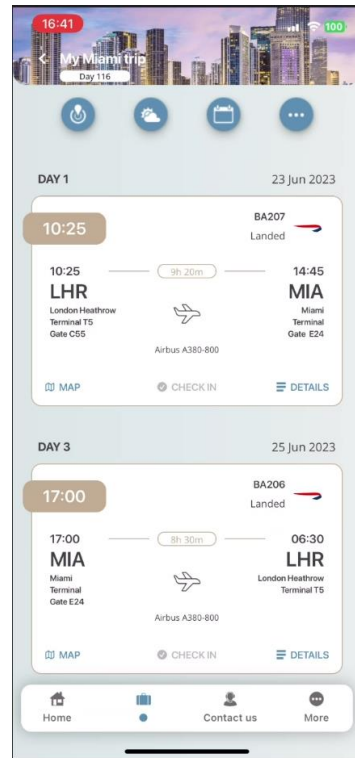 16:41
100
My Miami trip
Day 116
DAY 1
23 Jun 2023
10:25
BA207
Landed
10:25
9h 20m
14:45
LHR
MIA
London Heathrow
Miami
Terminal T5
Terminal
Gate C55
Gate E24
Airbus A380-800
MAP
CHECK IN
DETAILS
DAY 3
25 Jun 2023
17:00
BA206
Landed
17:00
8h 30m
06:30
MIA
LHR
Miami
London Heathrow
Terminal
Terminal T5
Gate E24
Airbus A380-800
MAP
CHECK IN
DETAILS
Home
Contact us
More